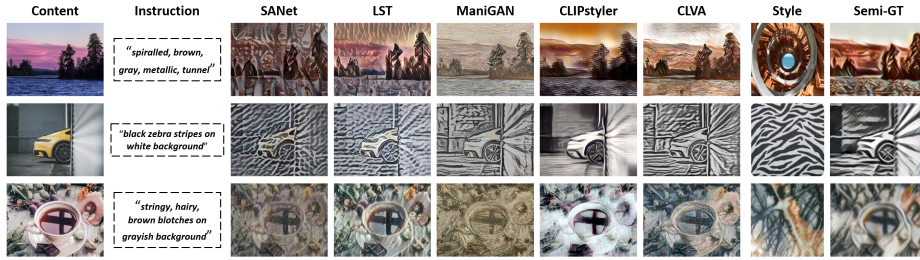 Content Instruction SANet LST ManiGAN CLIPstyler CLVA Style Semi-GT
“spiralled, brown,
gray, metallic, tunnel”
"black zebra stripes on
white background"
“stringy, hairy,
brown blotches on
grayish background”